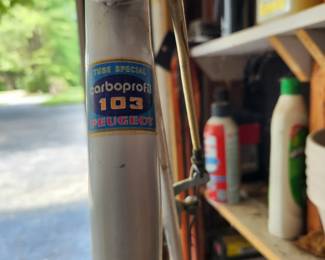 TUBE SPECIAL
carboprofil
103
PEUGEOT